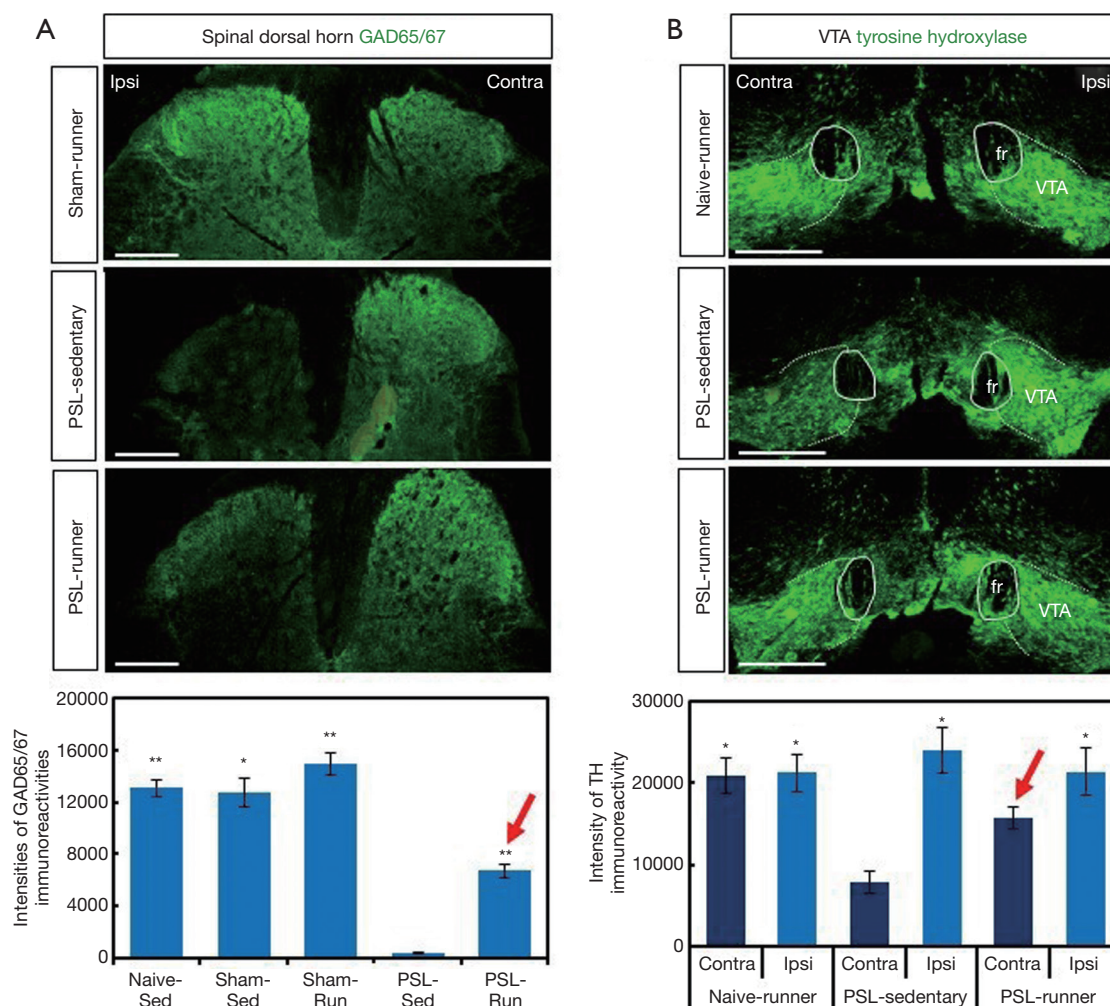 A
Spinal dorsal horn GAD65/67
Ipsi
Contra
Sham-runner
PSL-sedentary
PSL-runner
Intensities of GAD65/67
immunoreactivities
20000
16000
12000
8000
4000
0
**
*
**
**
Naive-
Sed
Sham-
Sed
Sham-
Run
PSL-
Sed
PSL-
Run
B
VTA tyrosine hydroxylase
Contra
Ipsi
Naive-runner
fr
VTA
PSL-sedentary
fr
VTA
PSL-runner
fr
VTA
Intensity of TH
immunoreactivity
30000
20000
10000
0
*
*
*
*
Contra
Ipsi
Contra
Ipsi
Contra
Ipsi
Naive-runner
PSL-sedentary
PSL-runner